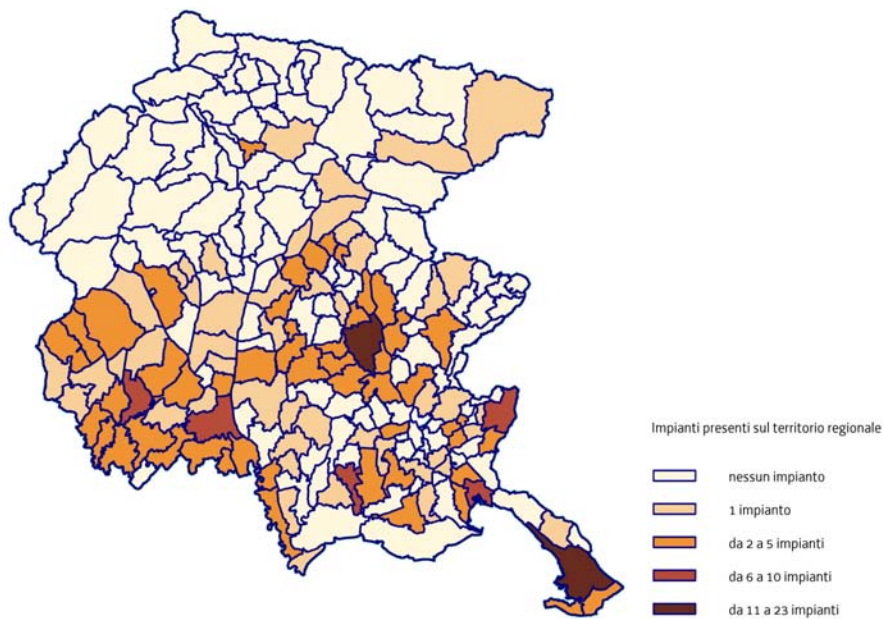 Impianti presenti sul territorio regionale
nessun impianto
1 impianto
da 2 a 5 impianti
da 6 a 10 impianti
da 11 a 23 impianti